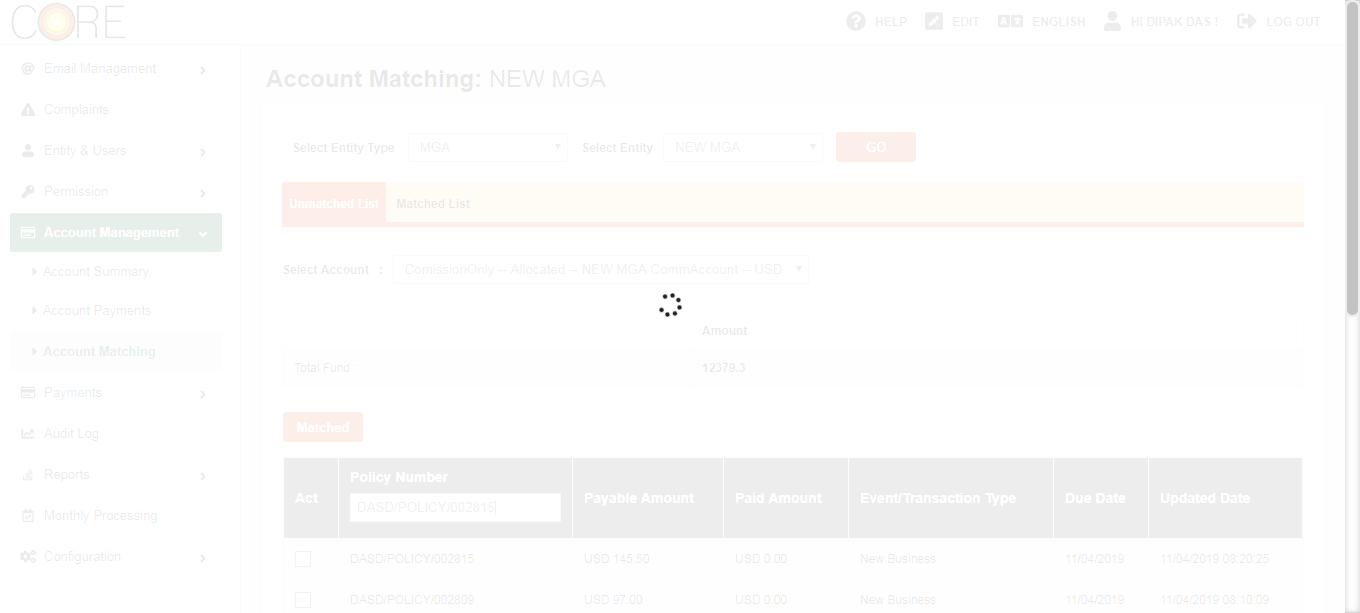 CORE
HELP EDIT ENGLISH HI DIPAK DAS ! LOG OUT
Email Management
Complaints
Entity & Users
Permission
Account Management
Account Summary
Account Payments
Account Matching
Payments
Audit Log
Reports
Monthly Processing
Configuration
Account Matching: NEW MGA
Select Entity Type MGA Select Entity NEW MGA GO
Unmatched List Matched List
Select Account : ComissionOnly -- Allocated -- NEW MGA CommAccount -- USD
Amount
Total Fund 12379.3
Matched
Act Policy Number Payable Amount Paid Amount Event/Transaction Type Due Date Updated Date
DASD/POLICY/002815
DASD/POLICY/002815 USD 145.50 USD 0.00 New Business 11/04/2019 11/04/2019 08:20:25
DASD/POLICY/002809 USD 97.00 USD 0.00 New Business 11/04/2019 11/04/2019 08:10:09